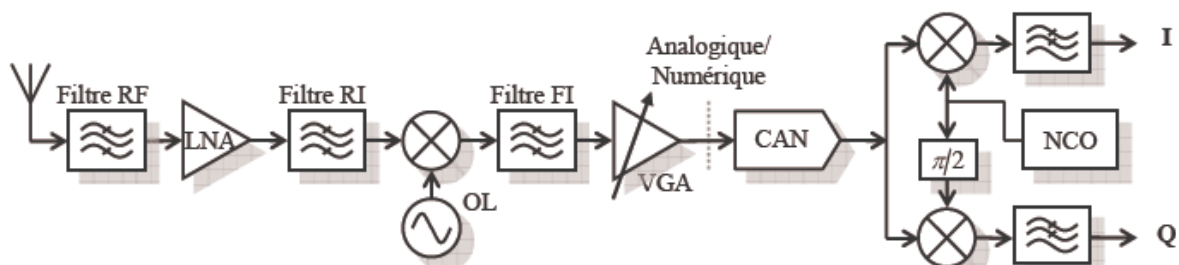 Filtre RF
LNA
Filtre RI
OL
Filtre FI
VGA
Analogique/
Numérique
CAN
π/2
NCO
I
Q